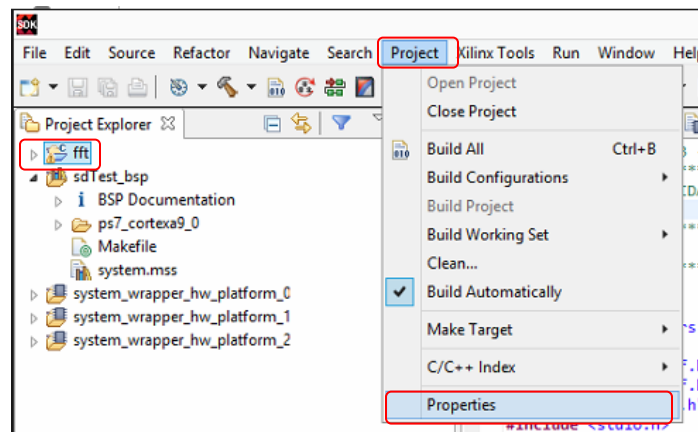 SDK
File Edit Source Refactor Navigate Search Project Xilinx Tools Run Window Help
Project Explorer
fft
sdTest_bsp
BSP Documentation
ps7_cortexa9_0
Makefile
system.mss
system_wrapper_hw_platform_0
system_wrapper_hw_platform_1
system_wrapper_hw_platform_2
Open Project
Close Project
Build All Ctrl+B
Build Configurations
Build Project
Build Working Set
Clean...
Build Automatically
Make Target
C/C++ Index
Properties
#include <stdio.h>